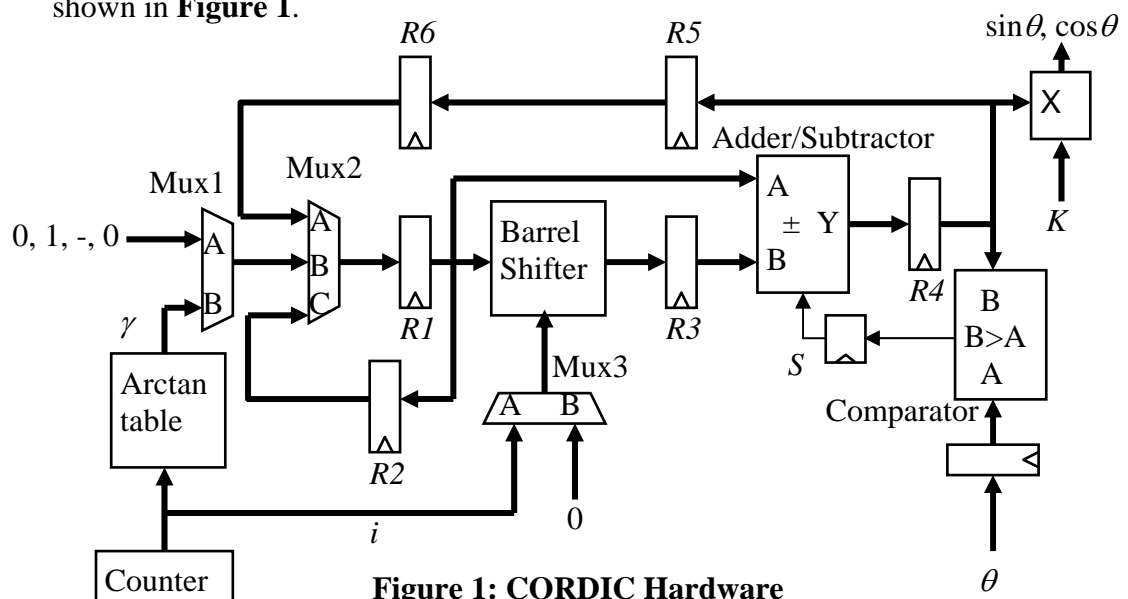 shown in Figure 1.
sinθ, cosθ
R6
R5
X
Adder/Subtractor
Mux1
Mux2
A
0, 1, -, 0
A
A
Barrel
Shifter
± Y
K
B
B
B
R4
B
C
γ
R1
R3
B>A
S
Arctan
table
Mux3
A
A B
Comparator
R2
i
0
Counter
Figure 1: CORDIC Hardware
θ